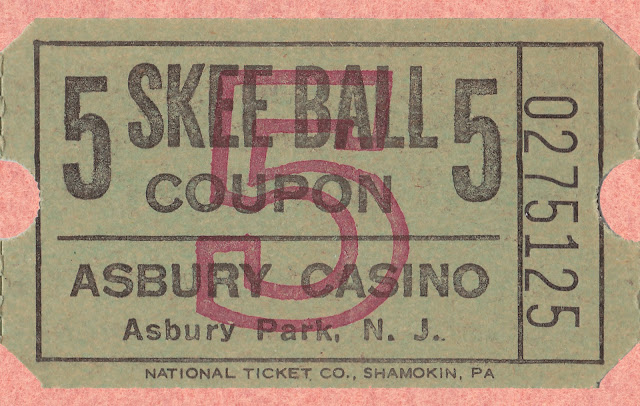 5 SKEE BALL 5
5
COUPON
ASBURY CASINO
Asbury Park, N. J.
NATIONAL TICKET CO., SHAMOKIN, PA
0275125